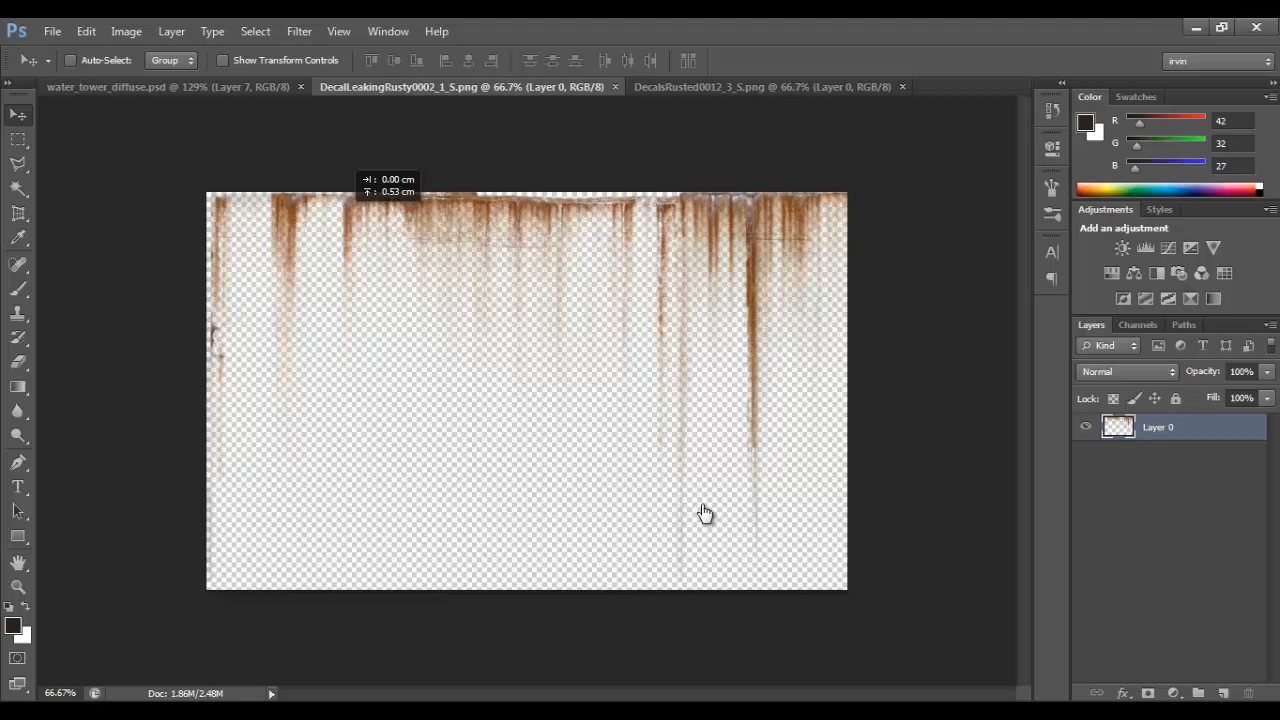 Ps File Edit Image Layer Type Select Filter View Window Help
Auto-Select: Group Show Transform Controls irvin
water_tower_diffuse.psd @ 129% (Layer 7, RGB/8) × DecalLeakingRusty0002_1_S.png @ 66.7% (Layer 0, RGB/8) × DecalsRusted0012_3_S.png @ 66.7% (Layer 0, RGB/8) ×
Color Swatches
R 42
G 32
B 27
: 0.00 cm
: 0.53 cm
Adjustments Styles
Add an adjustment
Layers Channels Paths
Kind
Normal Opacity: 100%
Lock: Fill: 100%
Layer 0
66.67% Doc: 1.86M/2.48M